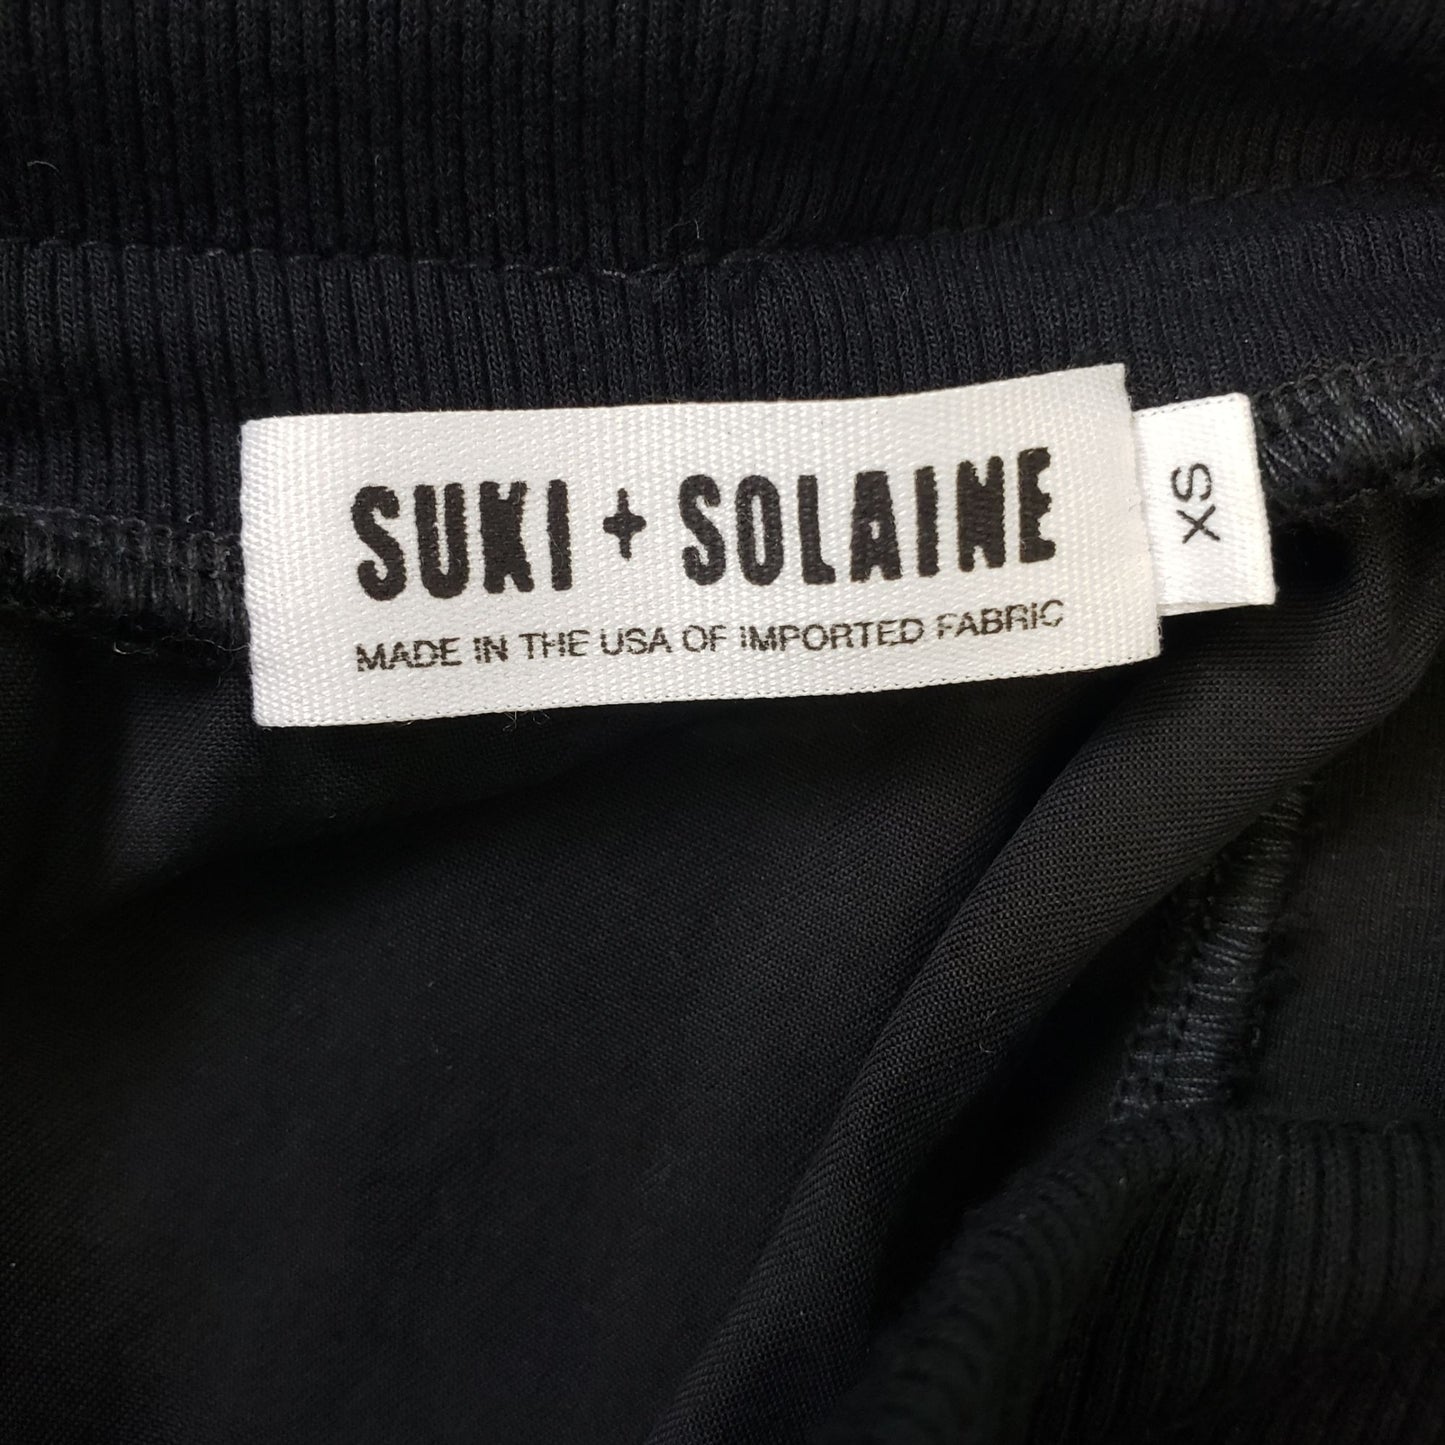 SUKI + SOLAINE
MADE IN THE USA OF IMPORTED FABRIC
XS